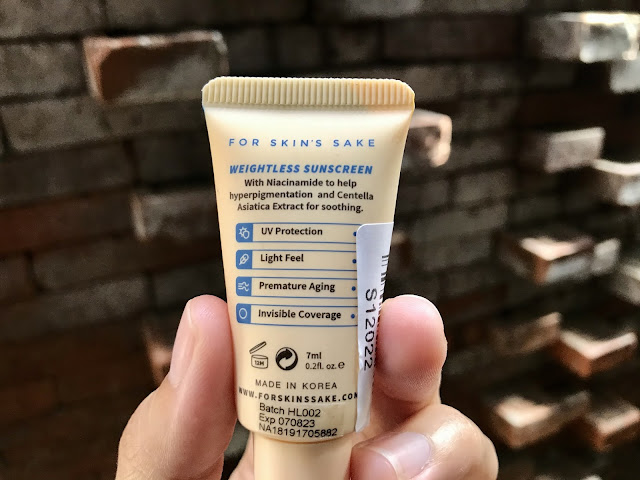 FOR SKIN'S SAKE
WEIGHTLESS SUNSCREEN
With Niacinamide to help
hyperpigmentation and Centella
Asiatica Extract for soothing.
UV Protection
Light Feel
Premature Aging
Invisible Coverage
12M
7ml
0.2fl. oz. e
MADE IN KOREA
WWW.FORSKINSSAKE.COM
Batch HL002
Exp 070823
NA18191705882
S12022